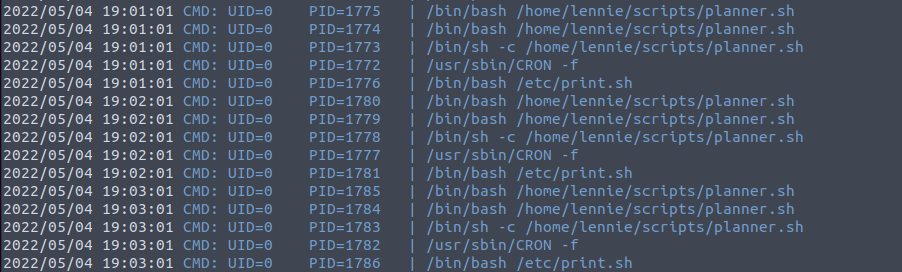 2022/05/04 19:01:01 CMD: UID=0    PID=1775   | /bin/bash /home/lennie/scripts/planner.sh
2022/05/04 19:01:01 CMD: UID=0    PID=1774   | /bin/bash /home/lennie/scripts/planner.sh
2022/05/04 19:01:01 CMD: UID=0    PID=1773   | /bin/sh -c /home/lennie/scripts/planner.sh
2022/05/04 19:01:01 CMD: UID=0    PID=1772   | /usr/sbin/CRON -f
2022/05/04 19:01:01 CMD: UID=0    PID=1776   | /bin/bash /etc/print.sh
2022/05/04 19:02:01 CMD: UID=0    PID=1780   | /bin/bash /home/lennie/scripts/planner.sh
2022/05/04 19:02:01 CMD: UID=0    PID=1779   | /bin/bash /home/lennie/scripts/planner.sh
2022/05/04 19:02:01 CMD: UID=0    PID=1778   | /bin/sh -c /home/lennie/scripts/planner.sh
2022/05/04 19:02:01 CMD: UID=0    PID=1777   | /usr/sbin/CRON -f
2022/05/04 19:02:01 CMD: UID=0    PID=1781   | /bin/bash /etc/print.sh
2022/05/04 19:03:01 CMD: UID=0    PID=1785   | /bin/bash /home/lennie/scripts/planner.sh
2022/05/04 19:03:01 CMD: UID=0    PID=1784   | /bin/bash /home/lennie/scripts/planner.sh
2022/05/04 19:03:01 CMD: UID=0    PID=1783   | /bin/sh -c /home/lennie/scripts/planner.sh
2022/05/04 19:03:01 CMD: UID=0    PID=1782   | /usr/sbin/CRON -f
2022/05/04 19:03:01 CMD: UID=0    PID=1786   | /bin/bash /etc/print.sh